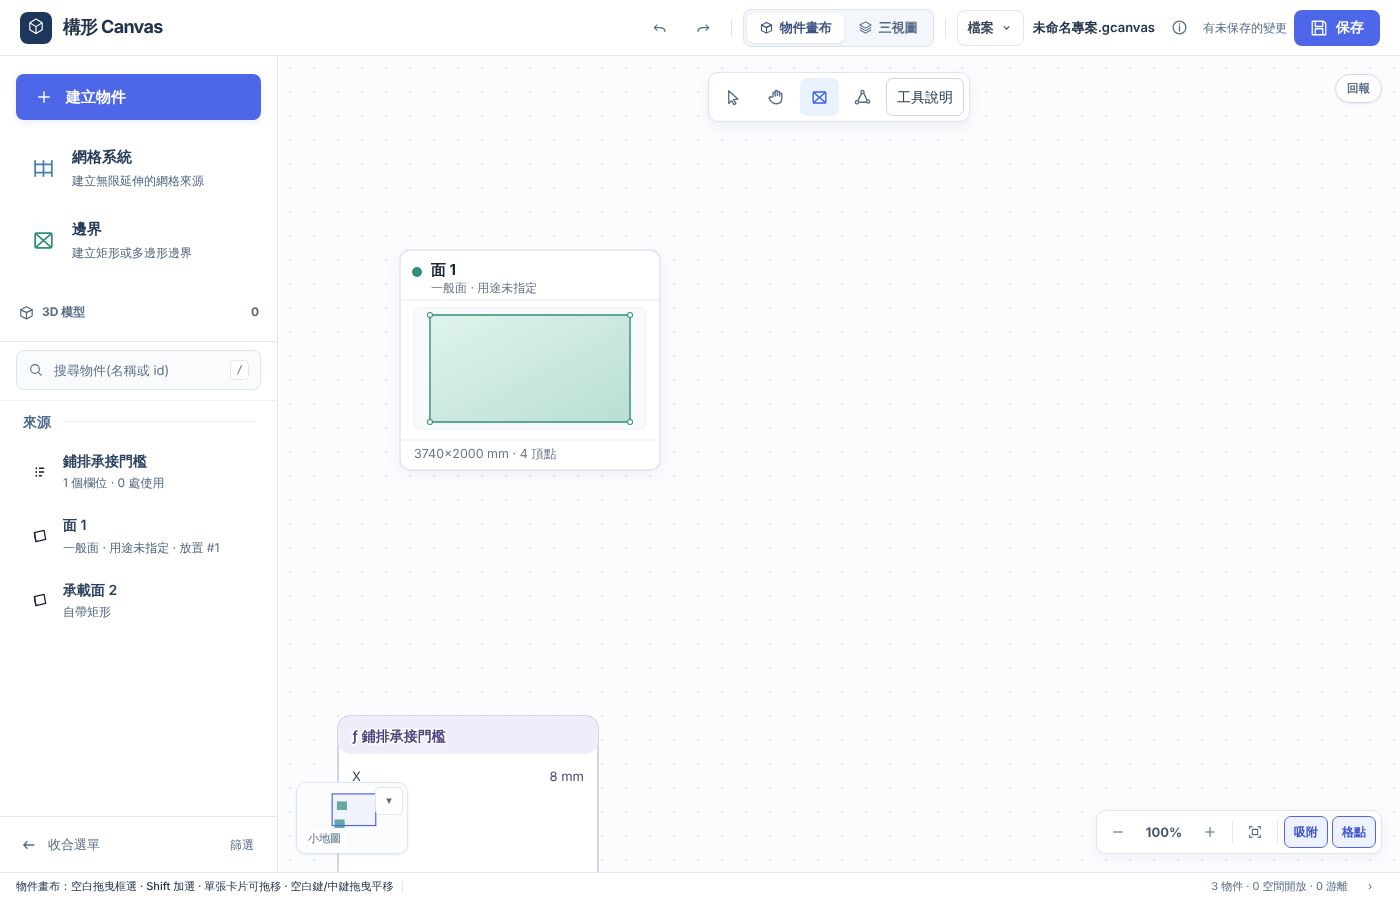 構形 Canvas
物件畫布
三視圖
檔案
未命名專案.gcanvas
有未保存的變更
保存
建立物件
網格系統
建立無限延伸的網格來源
邊界
建立矩形或多邊形邊界
3D 模型
0
搜尋物件(名稱或 id)
/
來源
鋪排承接門檻
1 個欄位 · 0 處使用
面 1
一般面 · 用途未指定 · 放置 #1
承載面 2
自帶矩形
收合選單
篩選
工具說明
回報
面 1
一般面 · 用途未指定
3740×2000 mm · 4 頂點
ƒ 鋪排承接門檻
X
8 mm
小地圖
100%
吸附
格點
物件畫布：空白拖曳框選 · Shift 加選 · 單張卡片可拖移 · 空白鍵/中鍵拖曳平移
3 物件 · 0 空間開放 · 0 游離